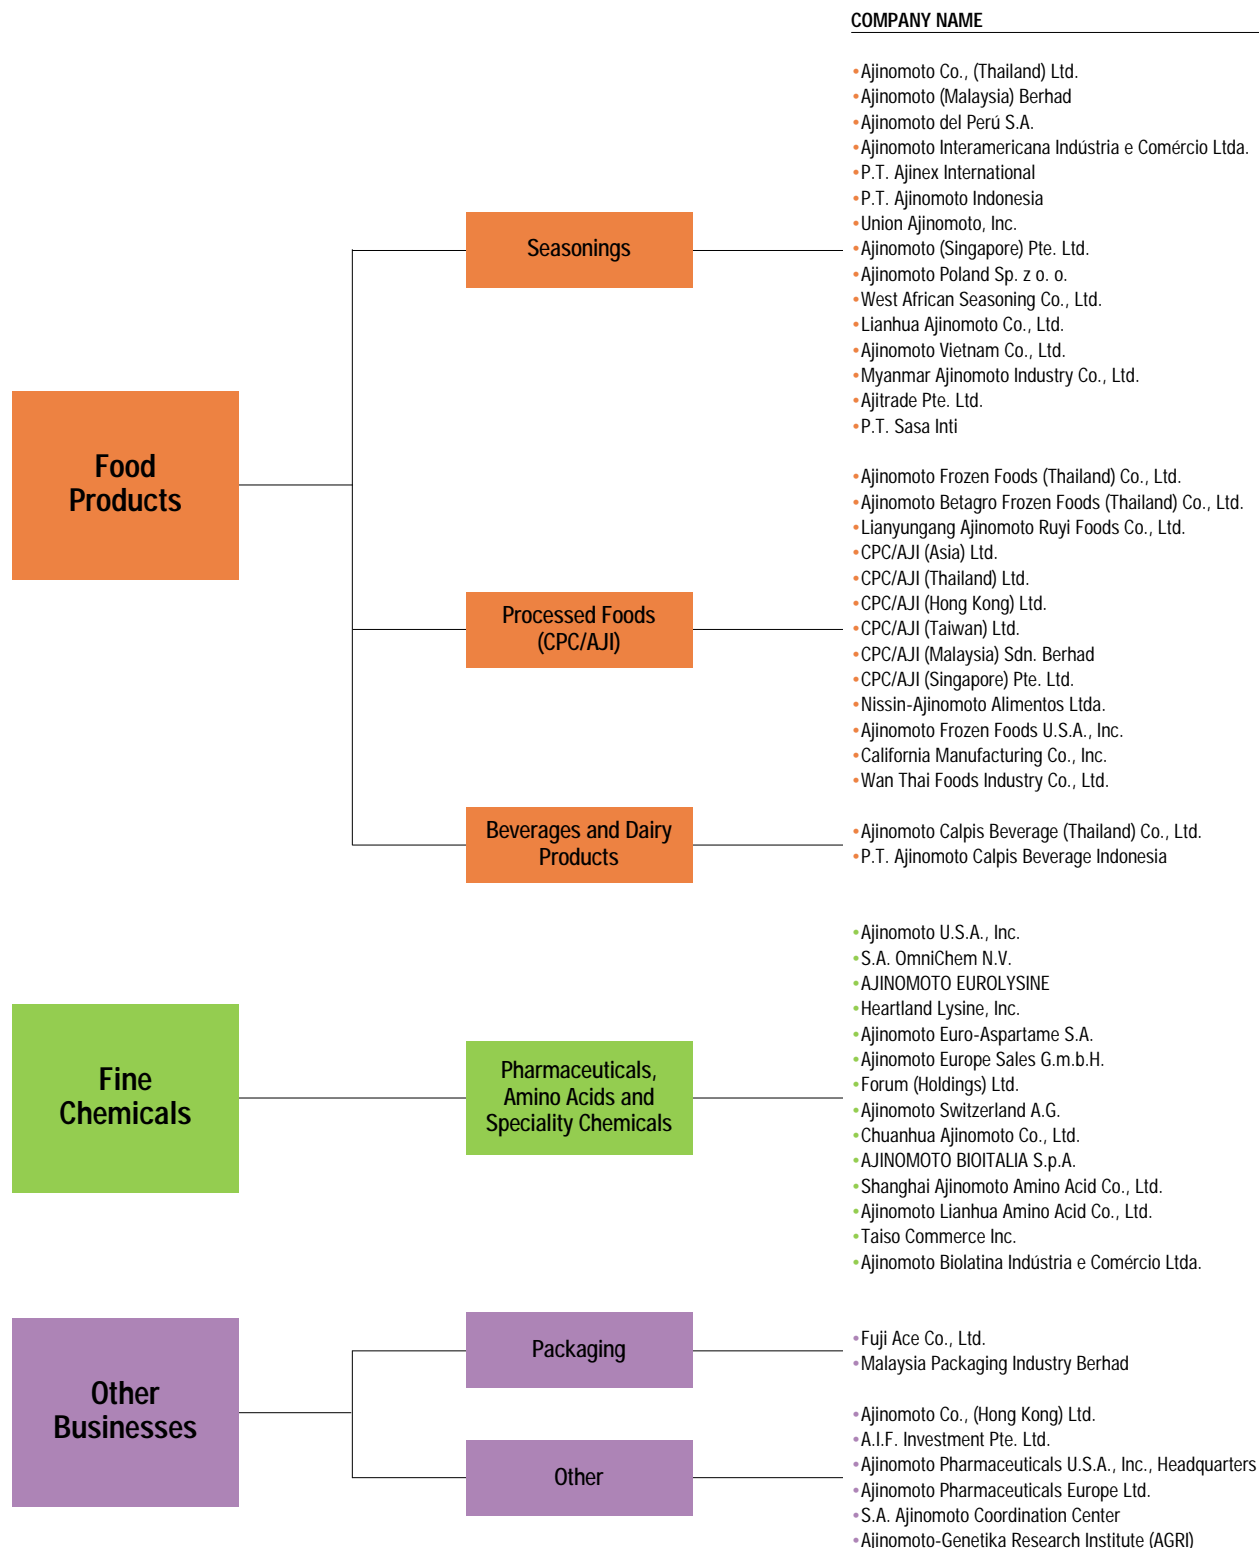 COMPANY NAME
Food
Products
Seasonings
•Ajinomoto Co., (Thailand) Ltd.
•Ajinomoto (Malaysia) Berhad
•Ajinomoto del Perú S.A.
•Ajinomoto Interamericana Indústria e Comércio Ltda.
•P.T. Ajinex International
•P.T. Ajinomoto Indonesia
•Union Ajinomoto, Inc.
•Ajinomoto (Singapore) Pte. Ltd.
•Ajinomoto Poland Sp. z o. o.
•West African Seasoning Co., Ltd.
•Lianhua Ajinomoto Co., Ltd.
•Ajinomoto Vietnam Co., Ltd.
•Myanmar Ajinomoto Industry Co., Ltd.
•Ajitrade Pte. Ltd.
•P.T. Sasa Inti
Processed Foods
(CPC/AJI)
•Ajinomoto Frozen Foods (Thailand) Co., Ltd.
•Ajinomoto Betagro Frozen Foods (Thailand) Co., Ltd.
•Lianyungang Ajinomoto Ruyi Foods Co., Ltd.
•CPC/AJI (Asia) Ltd.
•CPC/AJI (Thailand) Ltd.
•CPC/AJI (Hong Kong) Ltd.
•CPC/AJI (Taiwan) Ltd.
•CPC/AJI (Malaysia) Sdn. Berhad
•CPC/AJI (Singapore) Pte. Ltd.
•Nissin-Ajinomoto Alimentos Ltda.
•Ajinomoto Frozen Foods U.S.A., Inc.
•California Manufacturing Co., Inc.
•Wan Thai Foods Industry Co., Ltd.
Beverages and Dairy
Products
•Ajinomoto Calpis Beverage (Thailand) Co., Ltd.
•P.T. Ajinomoto Calpis Beverage Indonesia
Fine
Chemicals
Pharmaceuticals,
Amino Acids and
Speciality Chemicals
•Ajinomoto U.S.A., Inc.
•S.A. OmniChem N.V.
•AJINOMOTO EUROLYSINE
•Heartland Lysine, Inc.
•Ajinomoto Euro-Aspartame S.A.
•Ajinomoto Europe Sales G.m.b.H.
•Forum (Holdings) Ltd.
•Ajinomoto Switzerland A.G.
•Chuanhua Ajinomoto Co., Ltd.
•AJINOMOTO BIOITALIA S.p.A.
•Shanghai Ajinomoto Amino Acid Co., Ltd.
•Ajinomoto Lianhua Amino Acid Co., Ltd.
•Taiso Commerce Inc.
•Ajinomoto Biolatina Indústria e Comércio Ltda.
Other
Businesses
Packaging
•Fuji Ace Co., Ltd.
•Malaysia Packaging Industry Berhad
Other
•Ajinomoto Co., (Hong Kong) Ltd.
•A.I.F. Investment Pte. Ltd.
•Ajinomoto Pharmaceuticals U.S.A., Inc., Headquarters
•Ajinomoto Pharmaceuticals Europe Ltd.
•S.A. Ajinomoto Coordination Center
•Ajinomoto-Genetika Research Institute (AGRI)